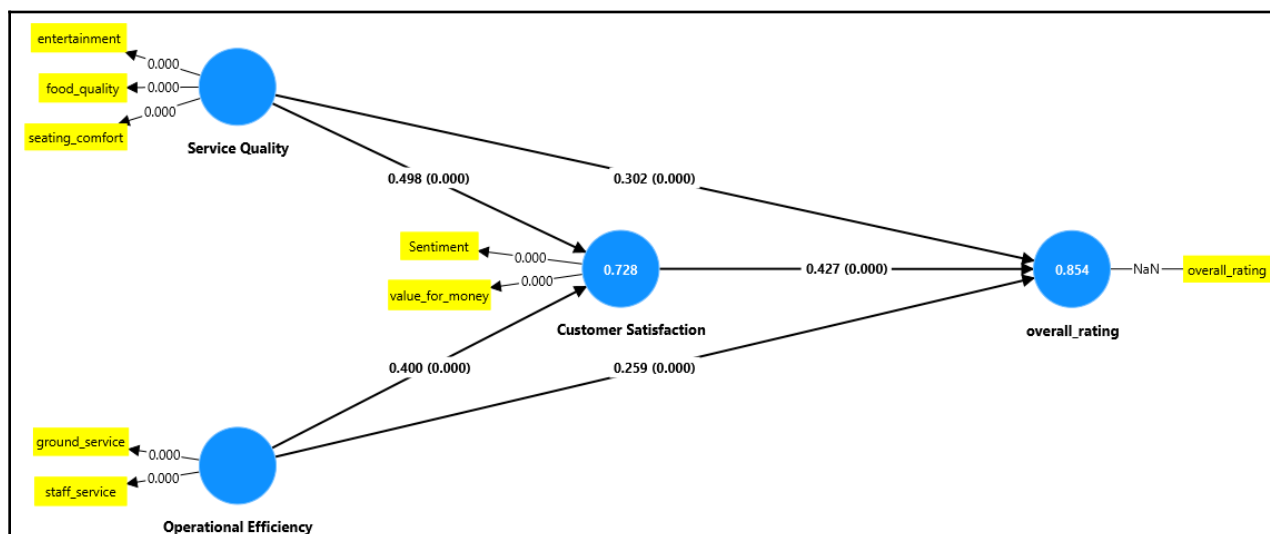 entertainment
0.000
food_quality
0.000
0.000
seating_comfort
Service Quality
0.498 (0.000)
0.302 (0.000)
Sentiment
0.000
0.728
0.427 (0.000)
0.854
NaN
overall_rating
0.000
value_for_money
Customer Satisfaction
overall_rating
0.400 (0.000)
0.259 (0.000)
ground_service
0.000
0.000
staff_service
Operational Efficiency